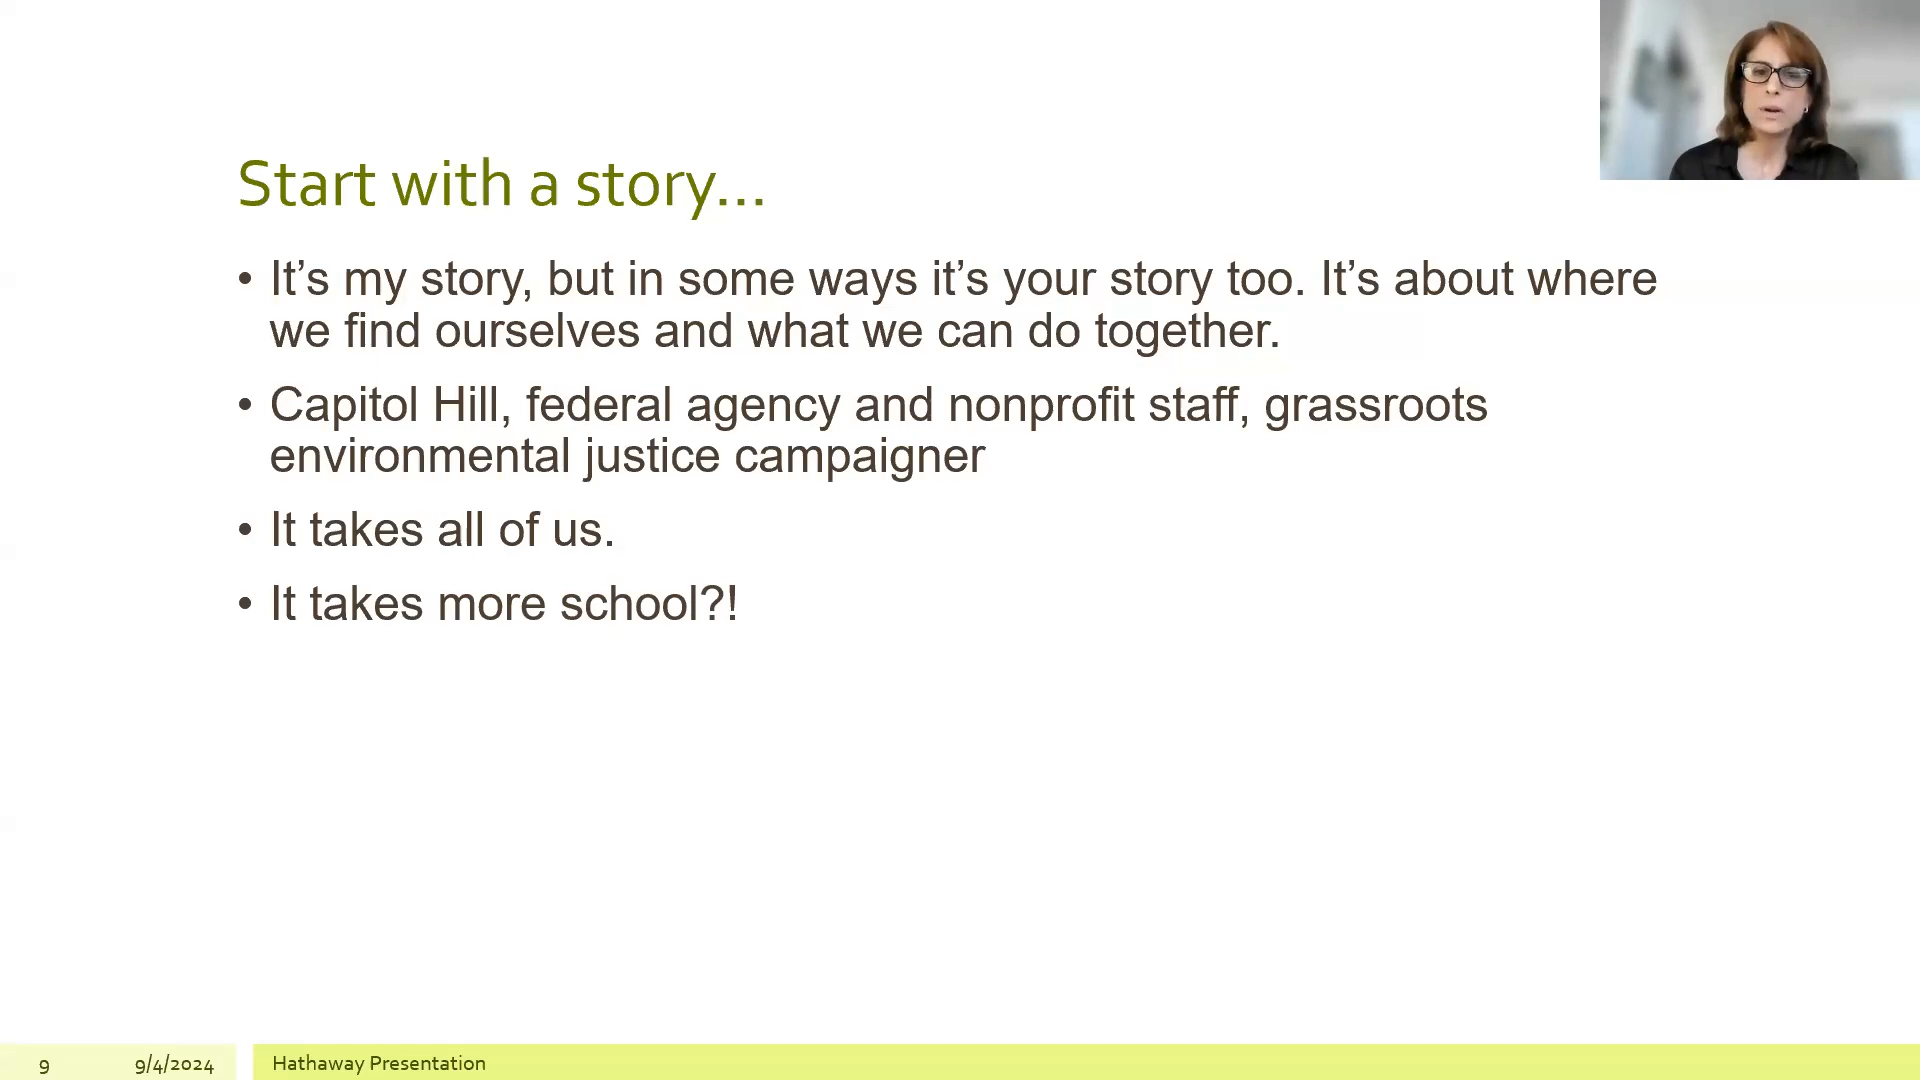 Start with a story...
• It’s my story, but in some ways it’s your story too. It’s about where
we find ourselves and what we can do together.
• Capitol Hill, federal agency and nonprofit staff, grassroots
environmental justice campaigner
• It takes all of us.
• It takes more school?!
9 9/4/2024 Hathaway Presentation